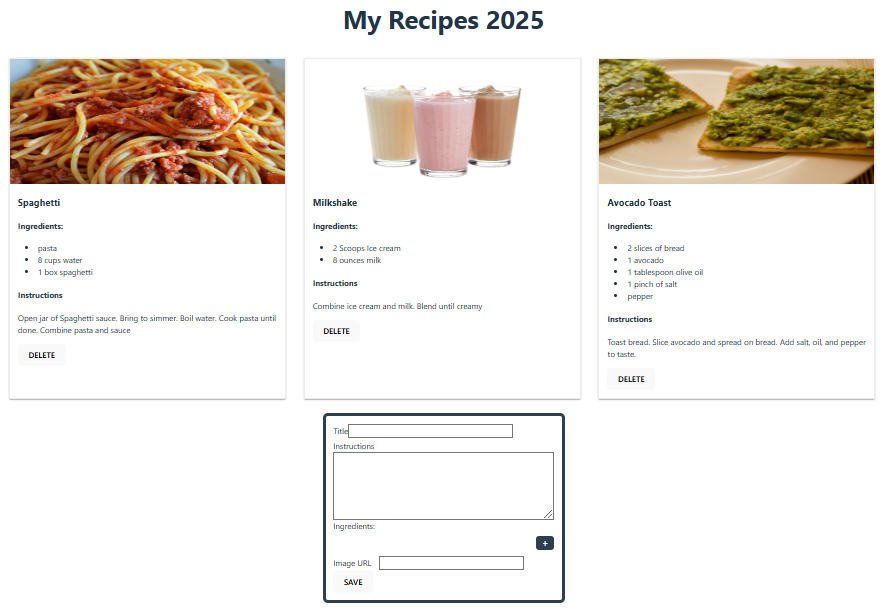 My Recipes 2025
Spaghetti
Ingredients:
pasta
8 cups water
1 box spaghetti
Instructions
Open jar of Spaghetti sauce. Bring to simmer. Boil water. Cook pasta until
done. Combine pasta and sauce
DELETE
Milkshake
Ingredients:
2 Scoops Ice cream
8 ounces milk
Instructions
Combine ice cream and milk. Blend until creamy
DELETE
Avocado Toast
Ingredients:
2 slices of bread
1 avocado
1 tablespoon olive oil
1 pinch of salt
pepper
Instructions
Toast bread. Slice avocado and spread on bread. Add salt, oil, and pepper
to taste.
DELETE
Title
Instructions
Ingredients:
+
Image URL
SAVE